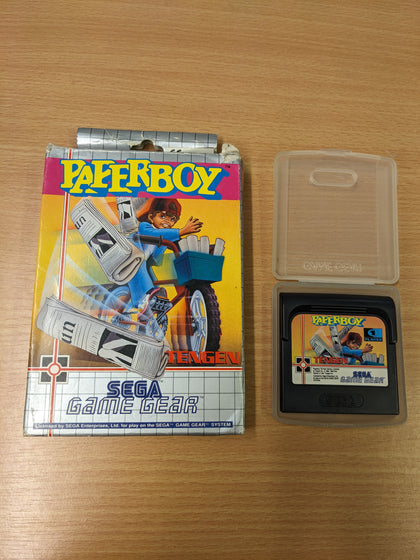 PAPERBOY
TENGEN
SEGA
GAME GEAR™
Licensed by SEGA Enterprises, Ltd. for play on the SEGA™ GAME GEAR™ SYSTEM
GAME GEAR
PAPERBOY
TENGEN
SEGA
GAME GEAR
SEGA